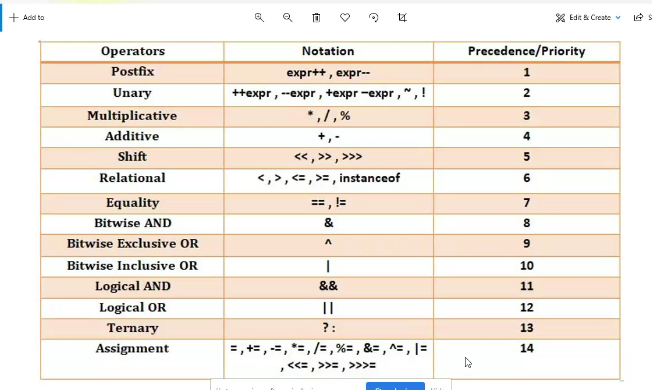 Add to Edit & Create S
Operators Notation Precedence/Priority
Postfix expr++ , expr-- 1
Unary ++expr , --expr , +expr –expr , ~ , ! 2
Multiplicative * , / , % 3
Additive + , - 4
Shift << , >> , >>> 5
Relational < , > , <= , >= , instanceof 6
Equality == , != 7
Bitwise AND & 8
Bitwise Exclusive OR ^ 9
Bitwise Inclusive OR | 10
Logical AND && 11
Logical OR || 12
Ternary ? : 13
Assignment = , += , -= , *= , /= , %= , &= , ^= , |= 14
, <<= , >>= , >>>=